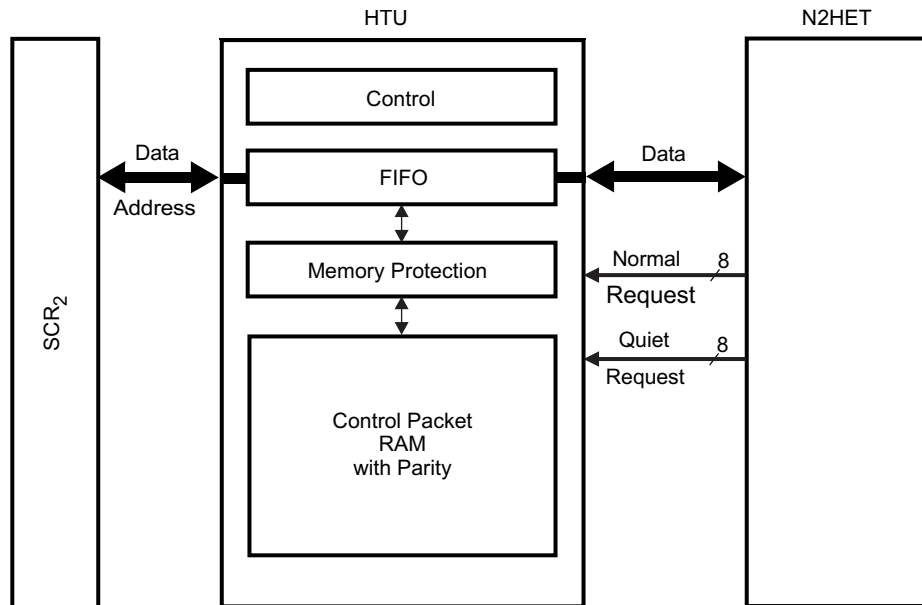 HTU
N2HET
Control
Data
Address
FIFO
Data
Memory Protection
Normal
8
Request
Quiet
8
Request
SCR2
Control Packet
RAM
with Parity